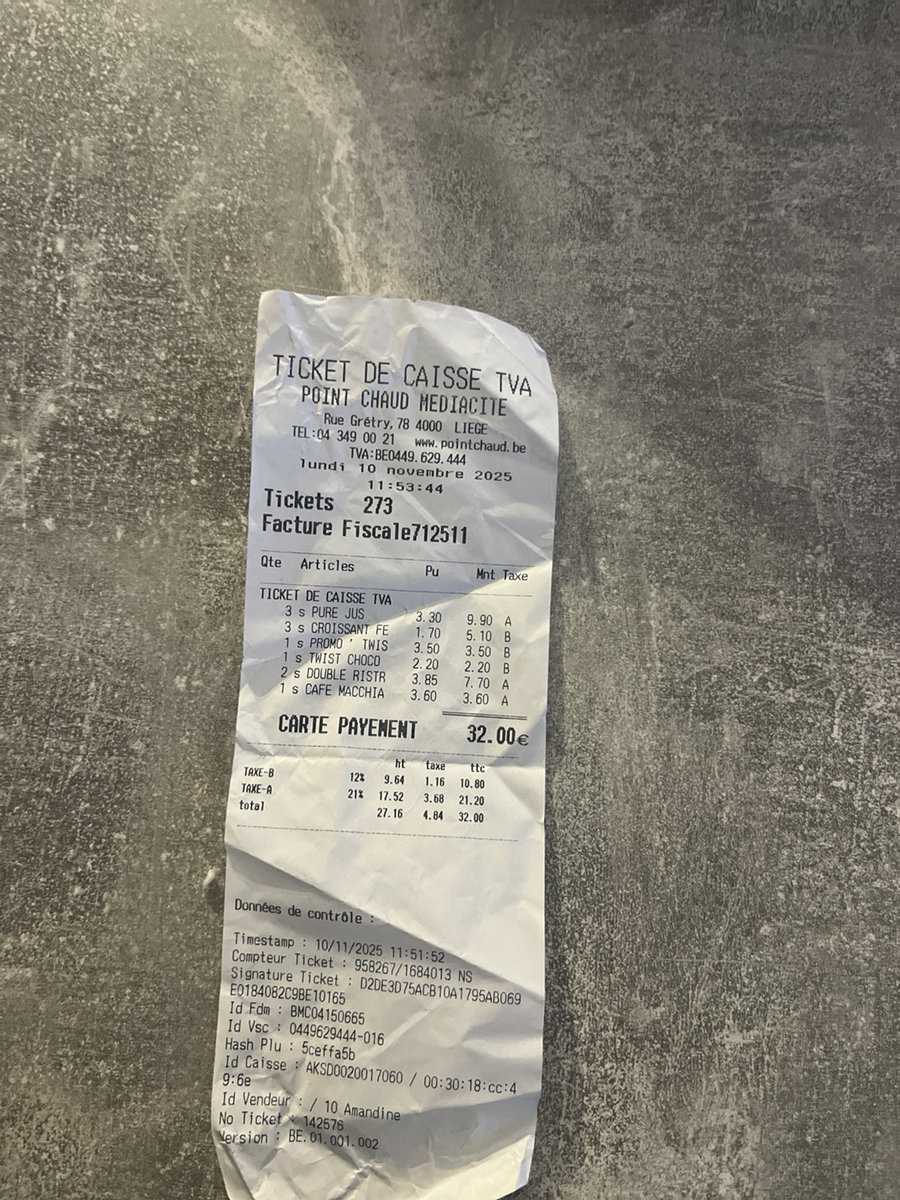 TICKET DE CAISSE TVA
POINT CHAUD MEDIACITE
Rue Grétry,78 4000 LIEGE
TEL:04 349 00 21 www.pointchaud.be
TVA:BE0449.629.444
lundi 10 novembre 2025
11:53:44
Tickets 273
Facture Fiscale712511
Qte Articles Pu Mnt Taxe
TICKET DE CAISSE TVA
3 s PURE JUS 3.30 9.90 A
3 s CROISSANT FE 1.70 5.10 B
1 s PROMO ' TWIS 3.50 3.50 B
1 s TWIST CHOCO 2.20 2.20 B
2 s DOUBLE RISTR 3.85 7.70 A
1 s CAFE MACCHIA 3.60 3.60 A
CARTE PAYEMENT 32.00€
ht taxe ttc
TAXE-B 12% 9.64 1.16 10.80
TAXE-A 21% 17.52 3.68 21.20
total 27.16 4.84 32.00
Données de contrôle :
Timestamp : 10/11/2025 11:51:52
Compteur Ticket : 958267/1684013 NS
Signature Ticket : D2DE3D75ACB10A1795AB069
E0184082C9BE10165
Id Fdm : BMC04150665
Id Vsc : 0449629444-016
Hash Plu : 5ceffa5b
Id Caisse : AKSD0020017060 / 00:30:18:cc:4
9:6e
Id Vendeur : / 10 Amandine
No Ticket : 142576
Version : BE.01.001.002